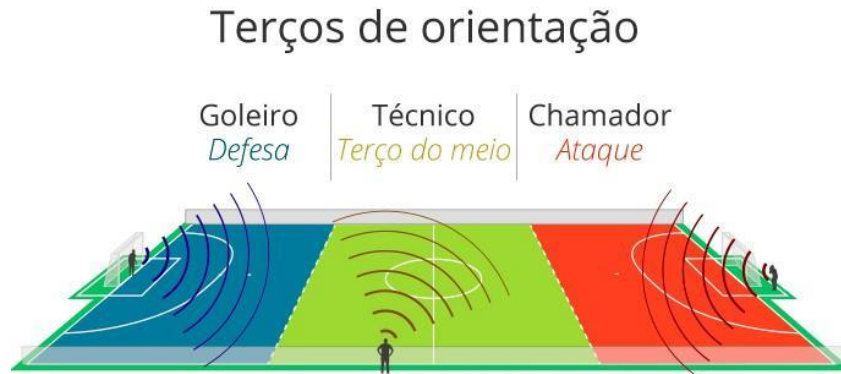 Terços de orientação
Goleiro
Defesa
Técnico
Terço do meio
Chamador
Ataque